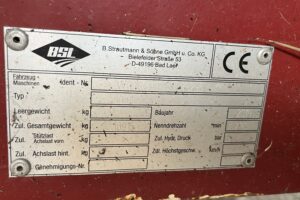 BSL
B.Strautmann & Söhne GmbH u. Co. KG
Bielefelder Straße 53
D-49196 Bad Laer
CE
Fahrzeug
Maschinen -Ident - Nr.
Typ
Leergewicht kg Baujahr
Zul. Gesamtgewicht kg Nenndrehzahl
Zul. Stützlast
Achslast vorn kg Zul. Hydr. Druck bar
Zul. Achslast hint. kg Zul. Höchstgeschw. km/h
Genehmigungs-Nr.